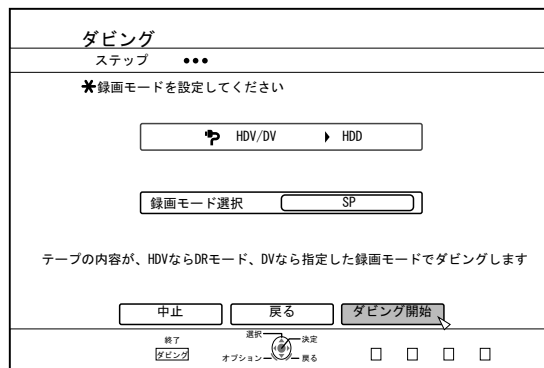 ダビング
ステップ
録画モードを設定してください
HDV/DV HDD
録画モード選択 SP
テープの内容が、HDVならDRモード、DVなら指定した録画モードでダビングします
中止 戻る ダビング開始
終了
ダビング
選択
決定
オプション
戻る